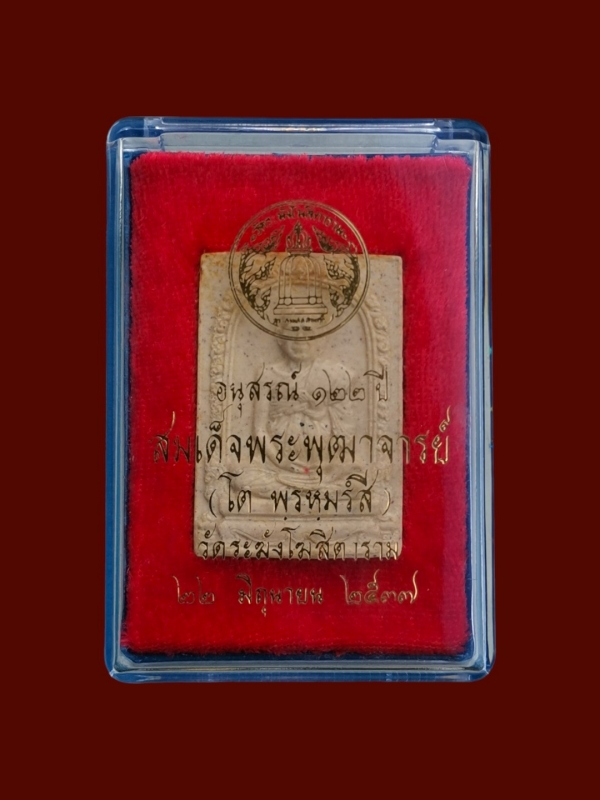 อนุสรณ์ ๑๒๒ ปี
สมเด็จพระพุฒาจารย์
(โต พฺรหฺมรํสี)
วัดระฆังโฆสิตาราม
๒๒ มิถุนายน ๒๕๓๗